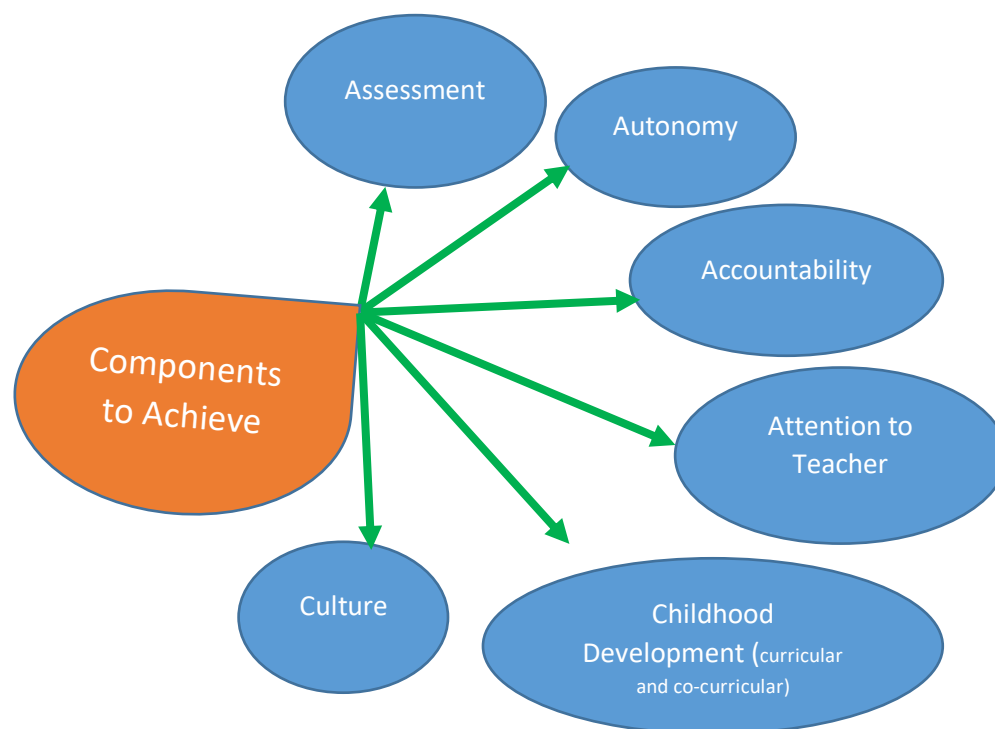 Assessment
Autonomy
Accountability
Components
to Achieve
Attention to
Teacher
Culture
Childhood
Development (curricular
and co-curricular)